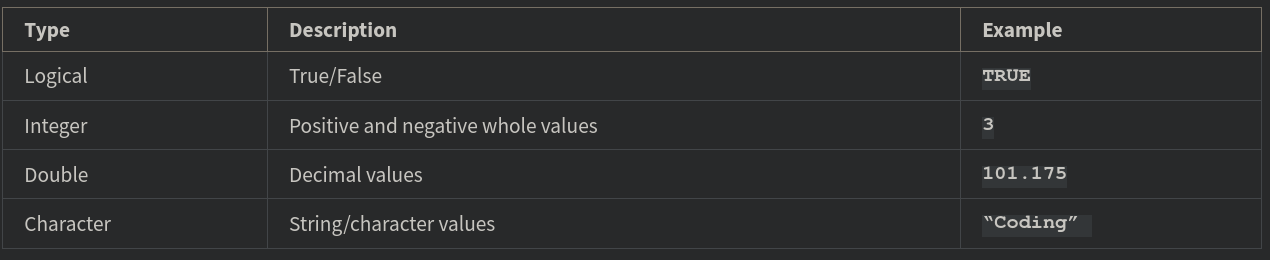 Type Description Example
Logical True/False TRUE
Integer Positive and negative whole values 3
Double Decimal values 101.175
Character String/character values “Coding”